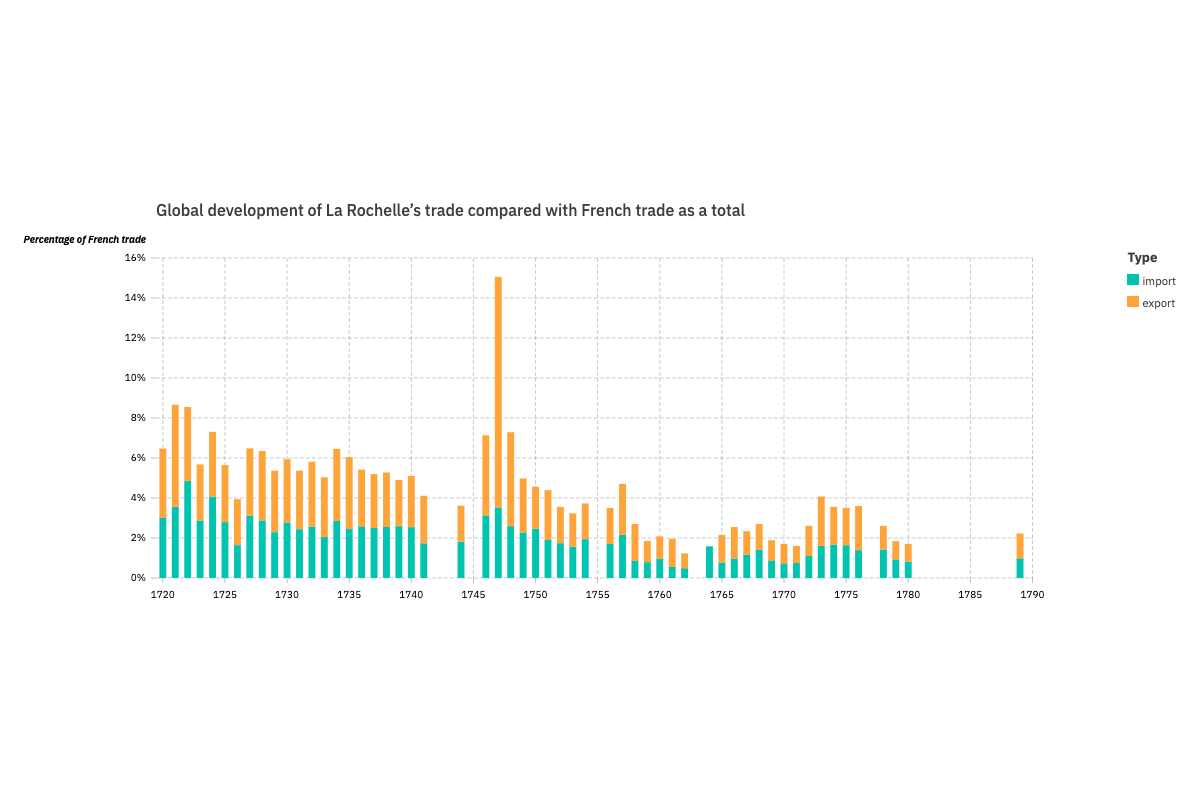 Global development of La Rochelle’s trade compared with French trade as a total
Percentage of French trade
16%
14%
12%
10%
8%
6%
4%
2%
0%
1720 1725 1730 1735 1740 1745 1750 1755 1760 1765 1770 1775 1780 1785 1790
Type
import
export